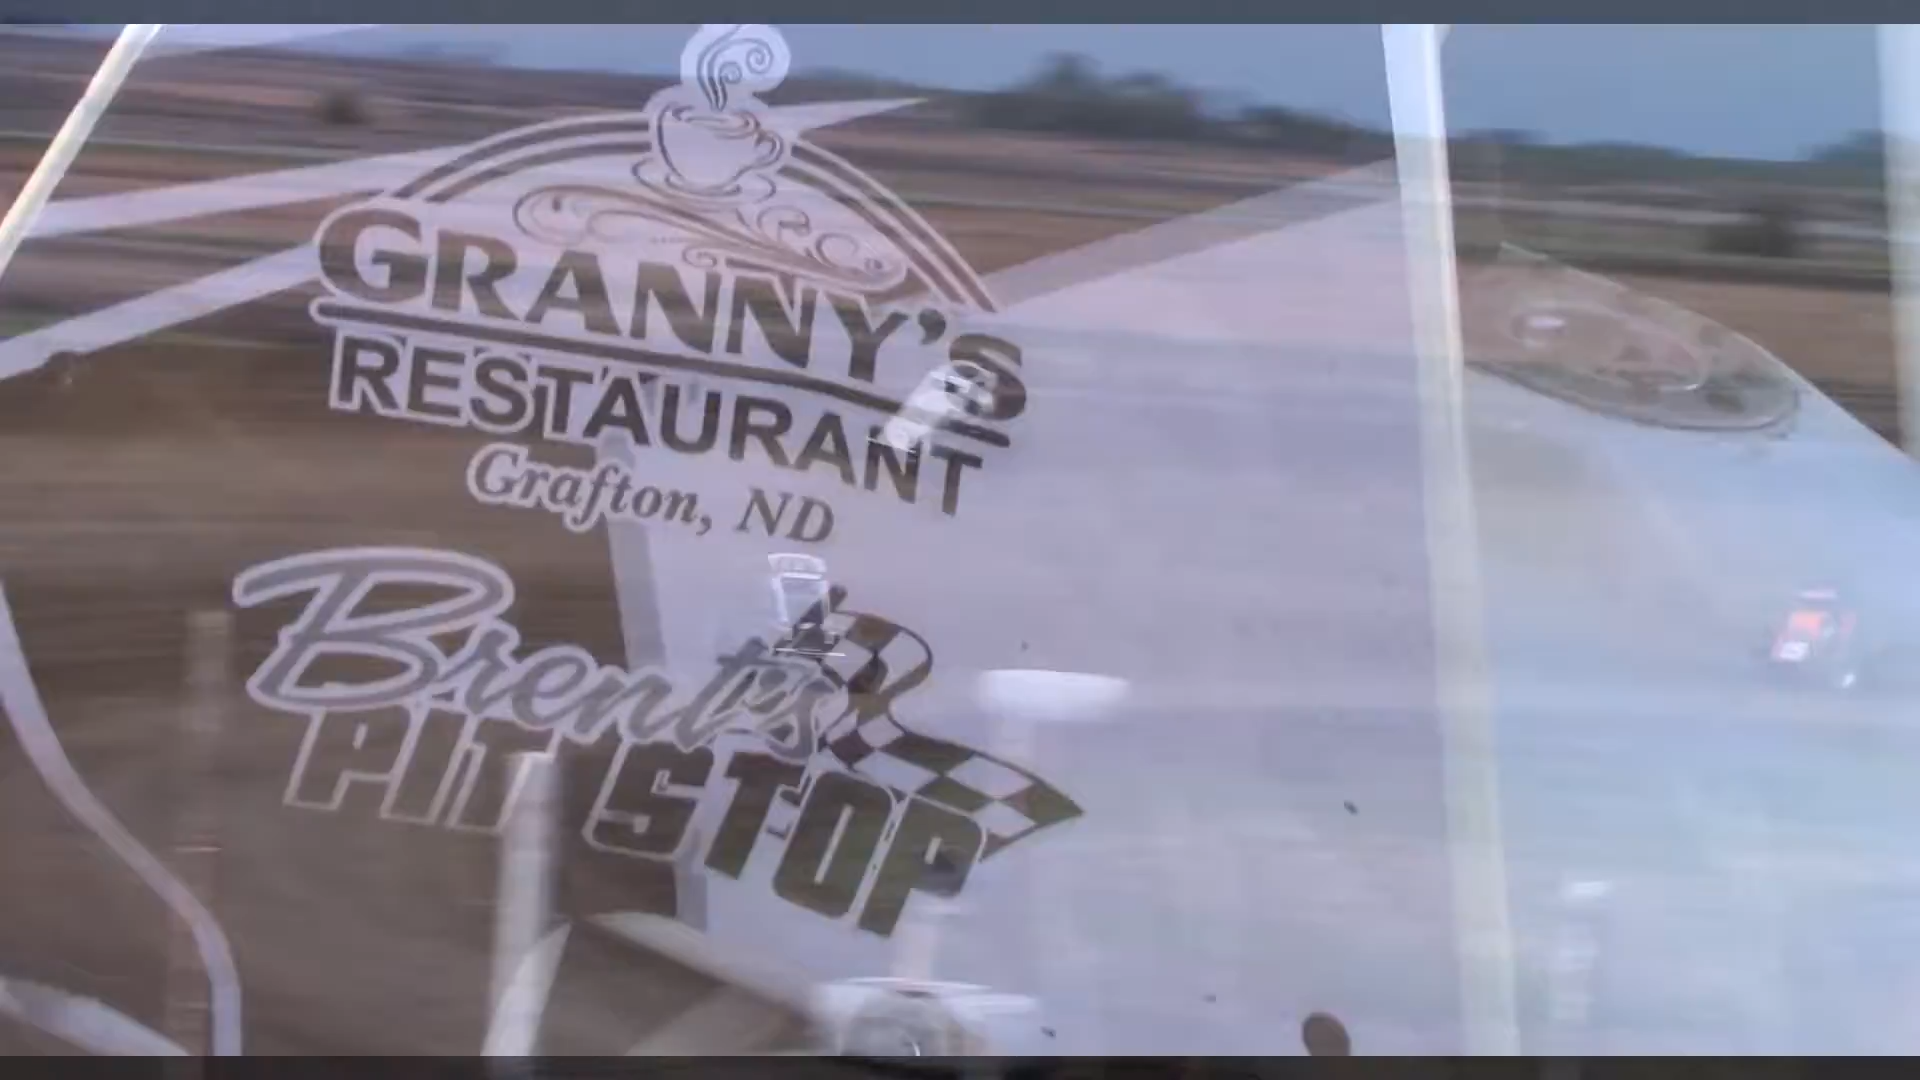 GRANNY'S
RESTAURANT
Grafton, ND
Brent's
PIT STOP